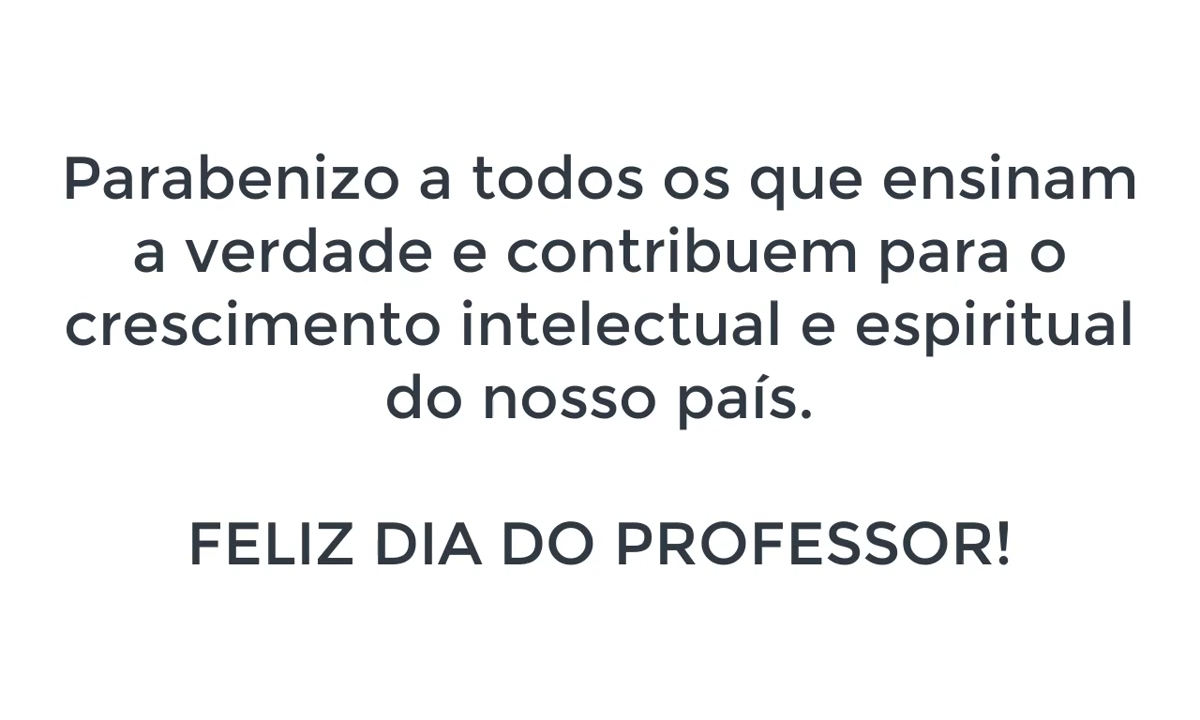 Parabenizo a todos os que ensinam
a verdade e contribuem para o
crescimento intelectual e espiritual
do nosso país.
FELIZ DIA DO PROFESSOR!